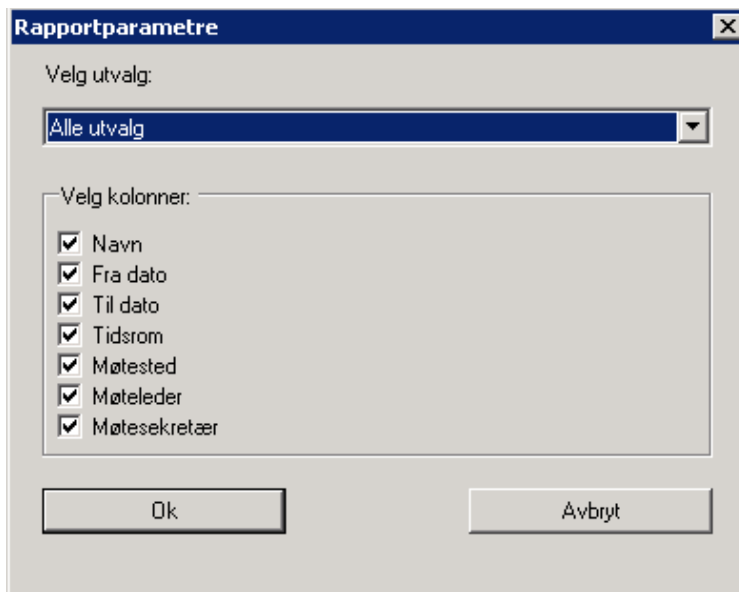 Rapportparametre
Velg utvalg:
Alle utvalg
Velg kolonner:
Navn
Fra dato
Til dato
Tidsrom
Møtested
Møteleder
Møtesekretær
Ok
Avbryt